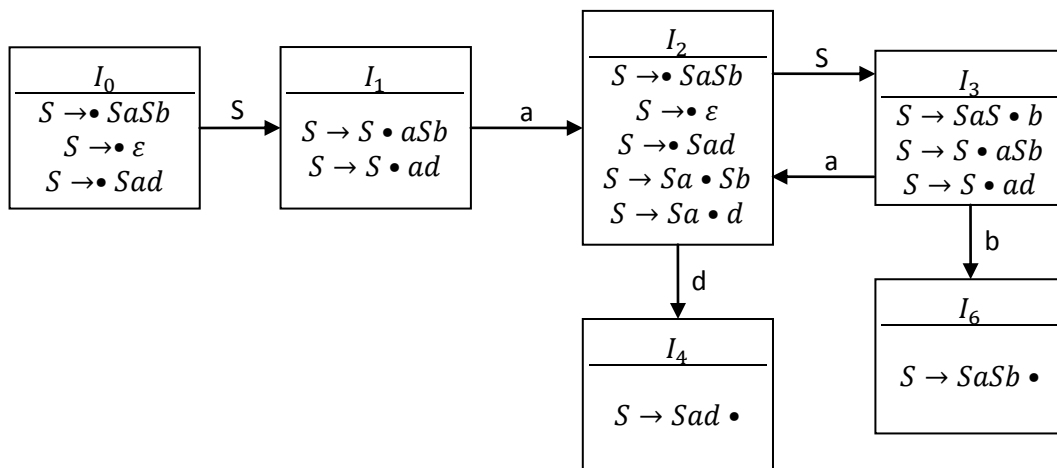 I₀
S →• SaSb
S →• ε
S →• Sad
S
I₁
S → S • aSb
S → S • ad
a
I₂
S →• SaSb
S →• ε
S →• Sad
S → Sa • Sb
S → Sa • d
S
a
I₃
S → SaS • b
S → S • aSb
S → S • ad
d
b
I₄
S → Sad •
I₆
S → SaSb •